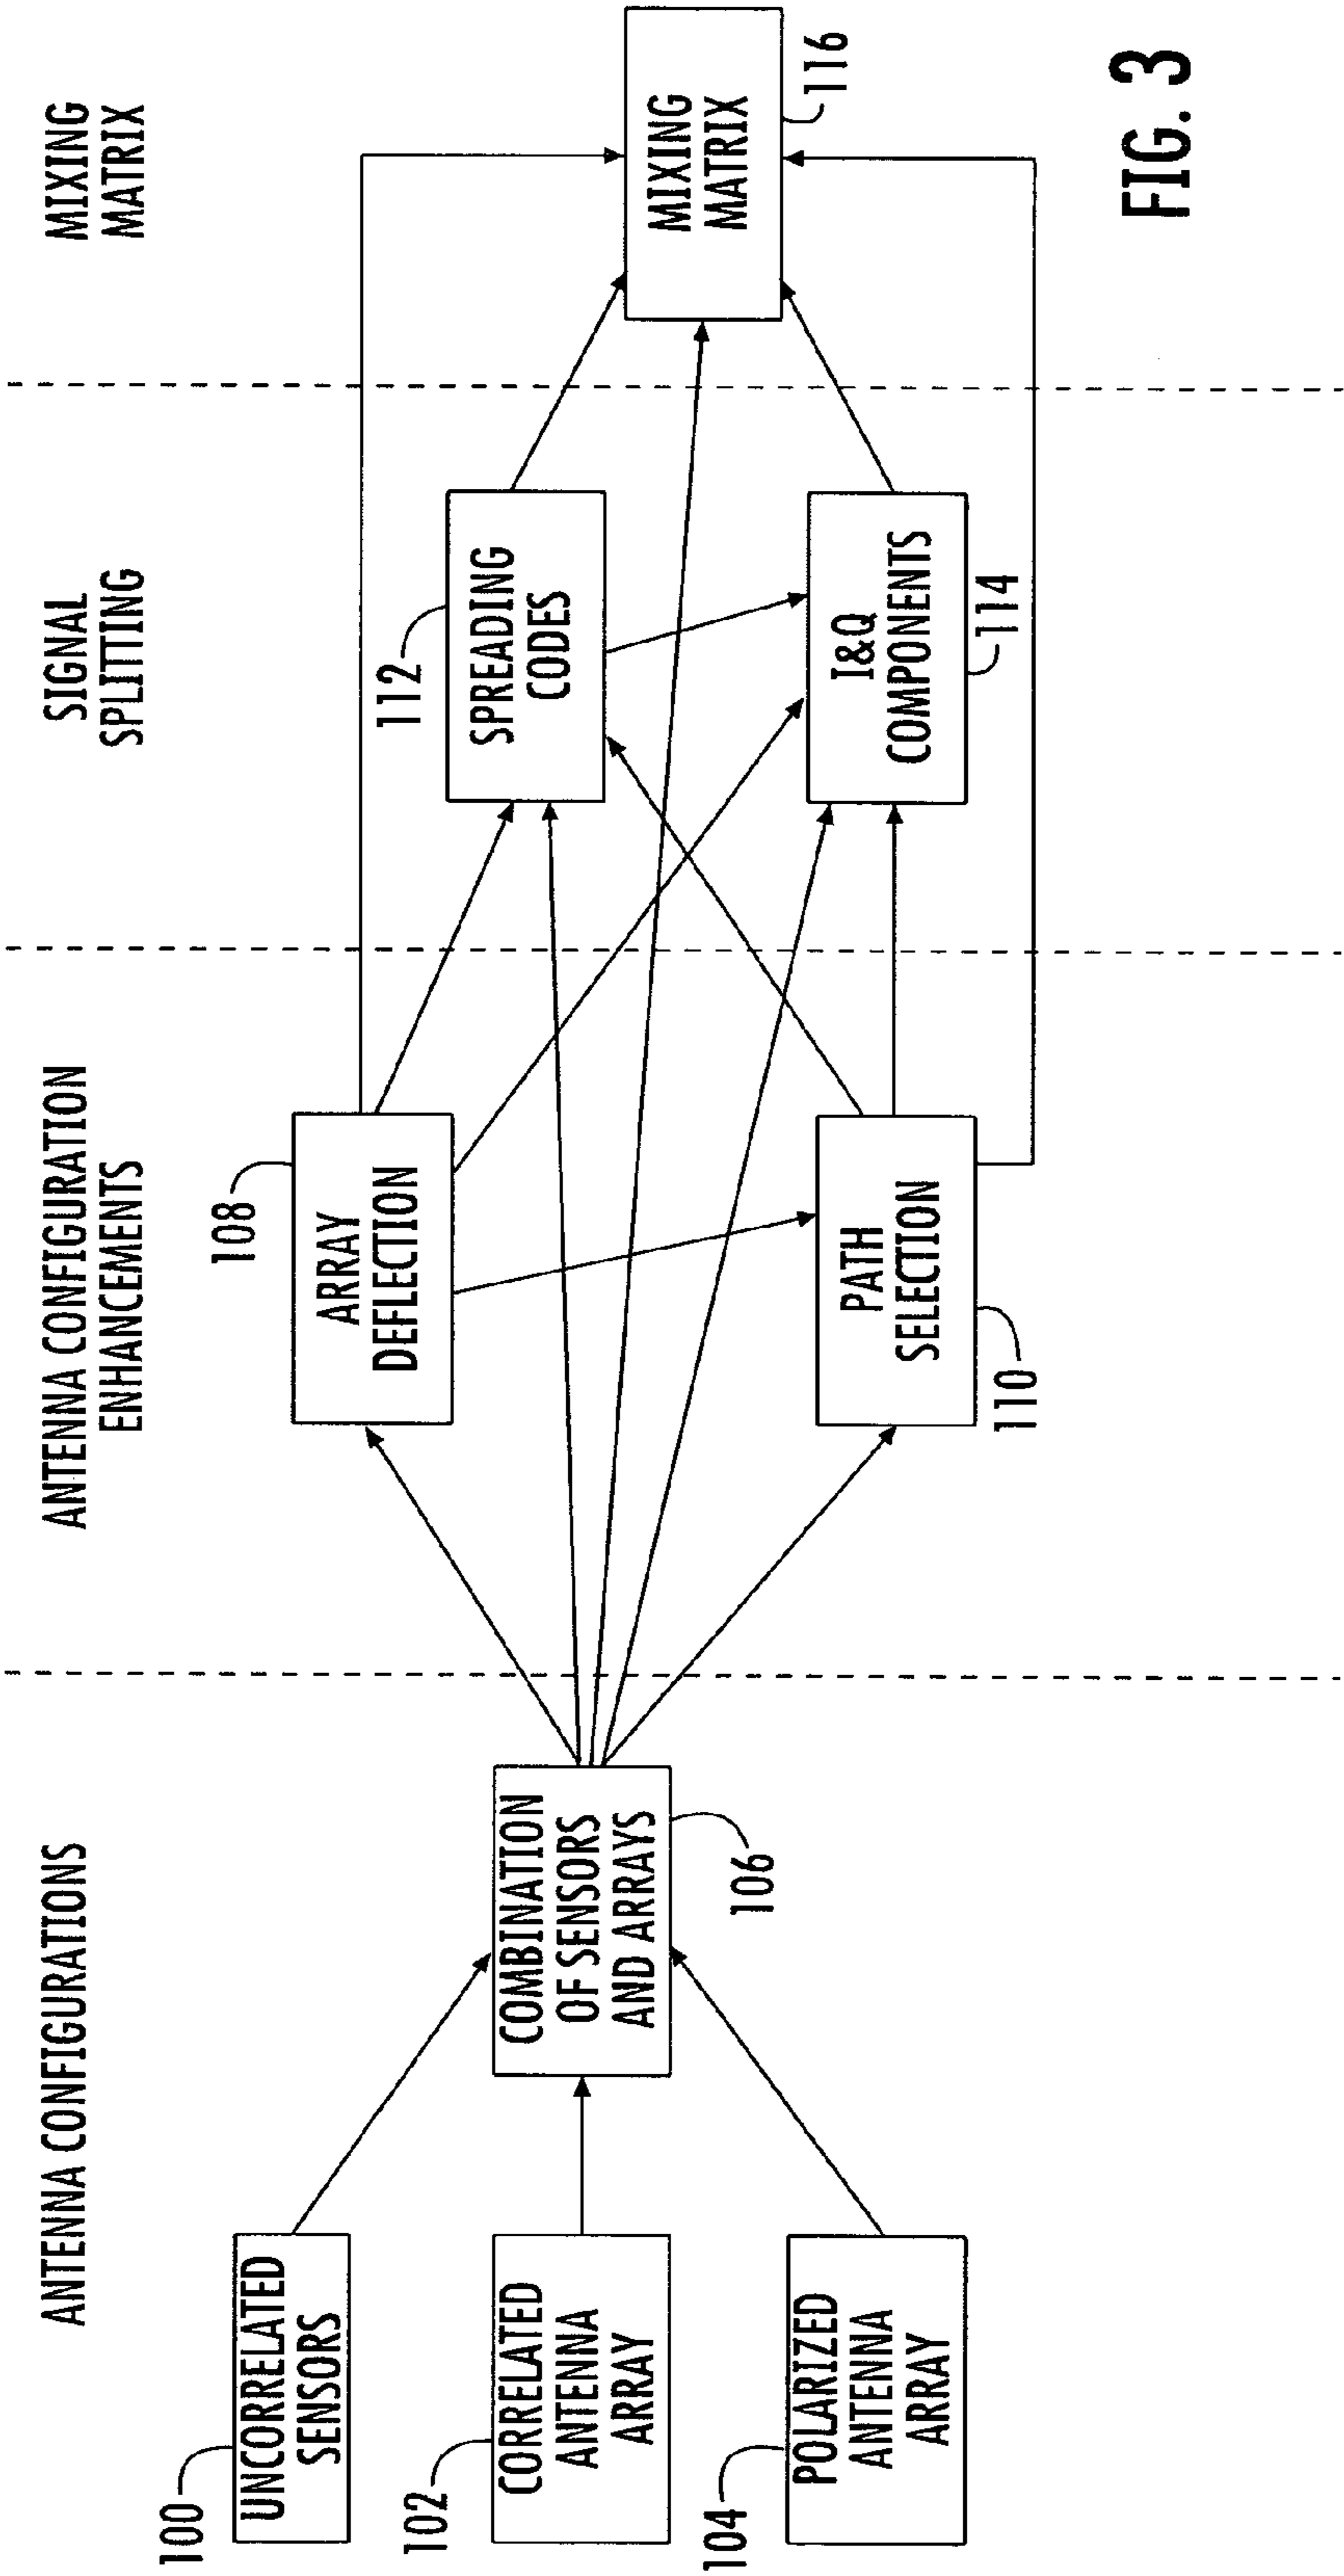 ANTENNA CONFIGURATIONS
ANTENNA CONFIGURATION
ENHANCEMENTS
SIGNAL
SPLITTING
MIXING
MATRIX
100
UNCORRELATED
SENSORS
102
CORRELATED
ANTENNA
ARRAY
104
POLARIZED
ANTENNA
ARRAY
COMBINATION
OF SENSORS
AND ARRAYS
106
108
ARRAY
DEFLECTION
PATH
SELECTION
110
112
SPREADING
CODES
I&Q
COMPONENTS
114
MIXING
MATRIX
116
FIG. 3